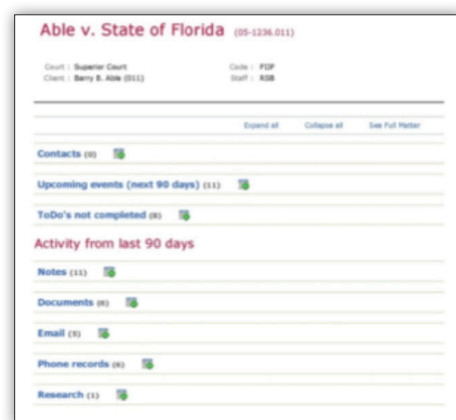 Able v. State of Florida (05-1236.011)
Court : Superior Court Code : FIJF
Client : Barry B. Able (011) Staff : RSB
Expand all Collapse all See Full Matter
Contacts (0)
Upcoming events (next 90 days) (11)
ToDo's not completed (8)
Activity from last 90 days
Notes (11)
Documents (6)
Email (3)
Phone records (6)
Research (1)